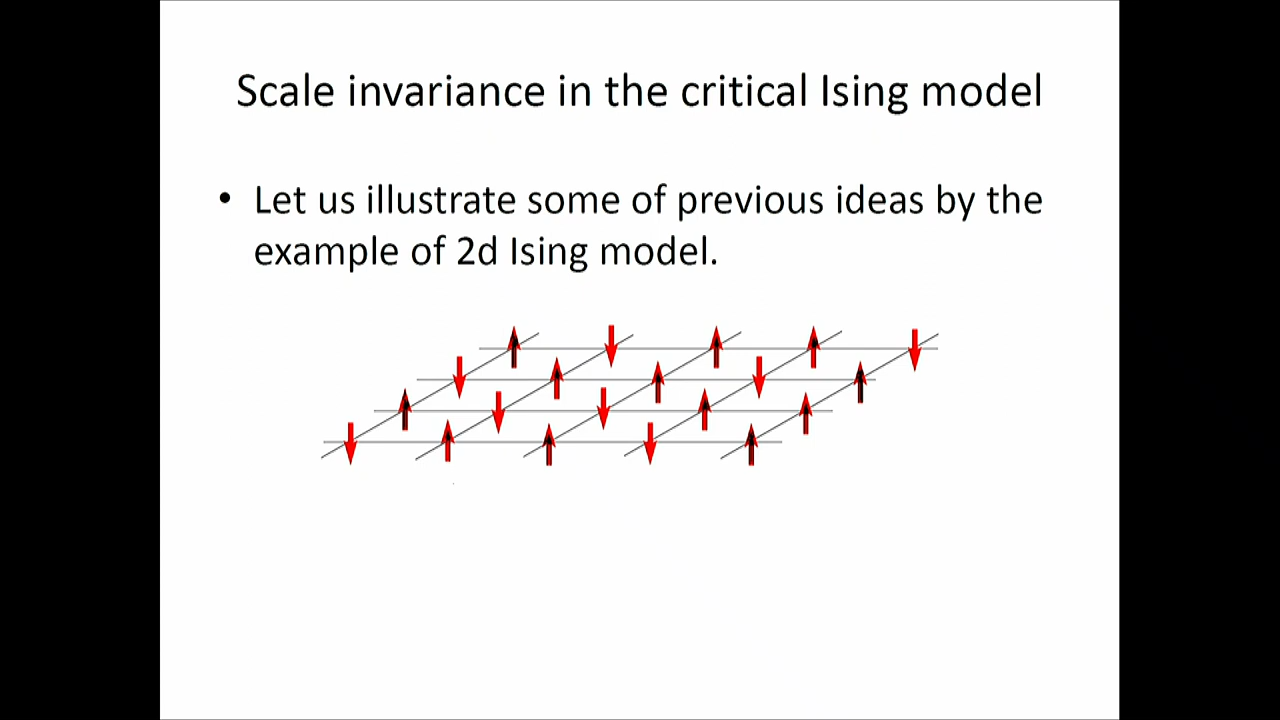 Scale invariance in the critical Ising model
• Let us illustrate some of previous ideas by the
example of 2d Ising model.